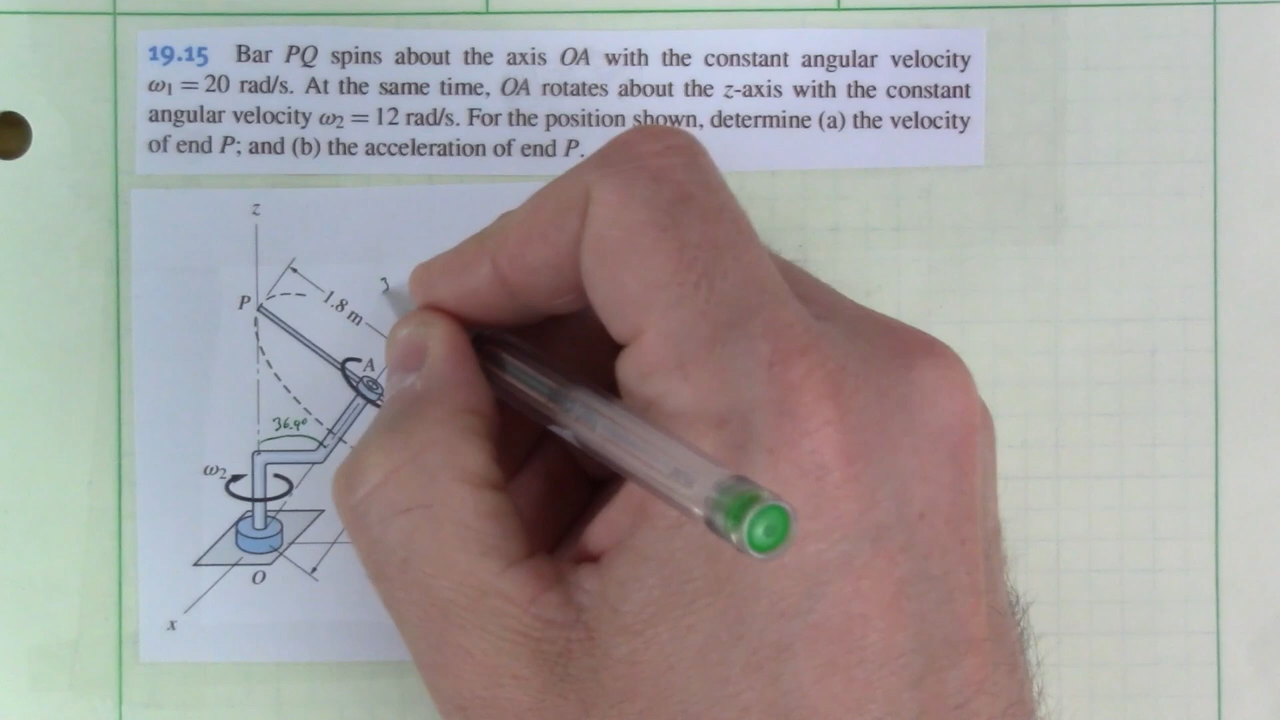 19.15 Bar PQ spins about the axis OA with the constant angular velocity
ω₁ = 20 rad/s. At the same time, OA rotates about the z-axis with the constant
angular velocity ω₂ = 12 rad/s. For the position shown, determine (a) the velocity
of end P; and (b) the acceleration of end P.
z
P
1.8 m
A
36.9°
ω₂
O
x